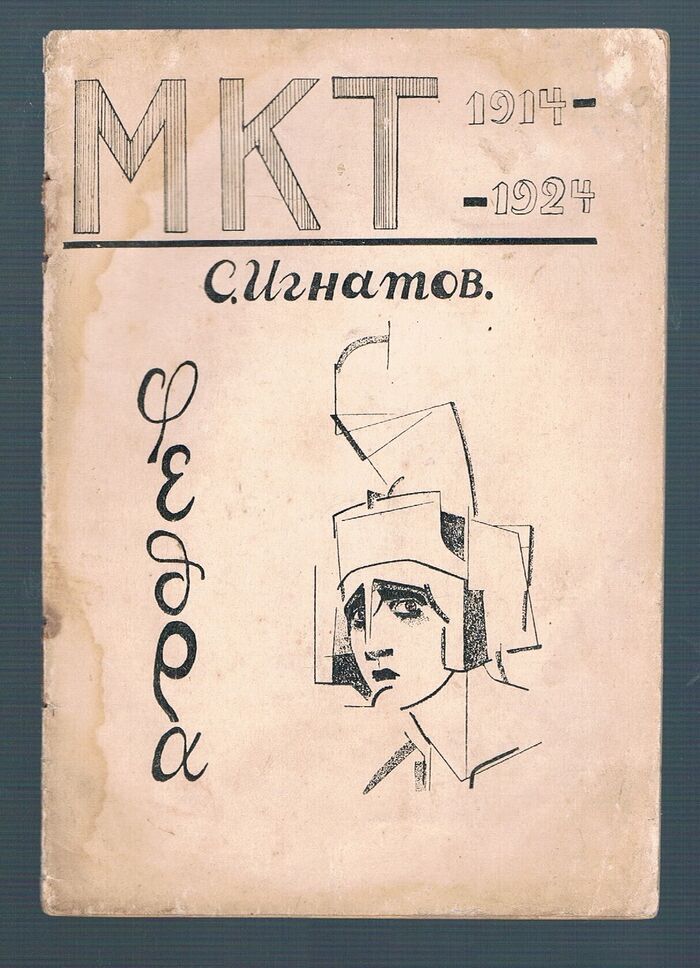 МКТ
1914-
-1924
С. Игнатов.
Федра